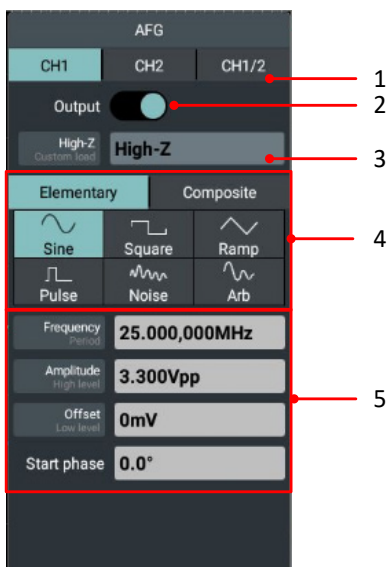 AFG
CH1 CH2 CH1/2 1
Output 2
High-Z High-Z 3
Custom load
Elementary Composite 4
Sine Square Ramp
Pulse Noise Arb
Frequency 25.000,000MHz
Period
Amplitude 3.300Vpp 5
High level
Offset 0mV
Low level
Start phase 0.0°